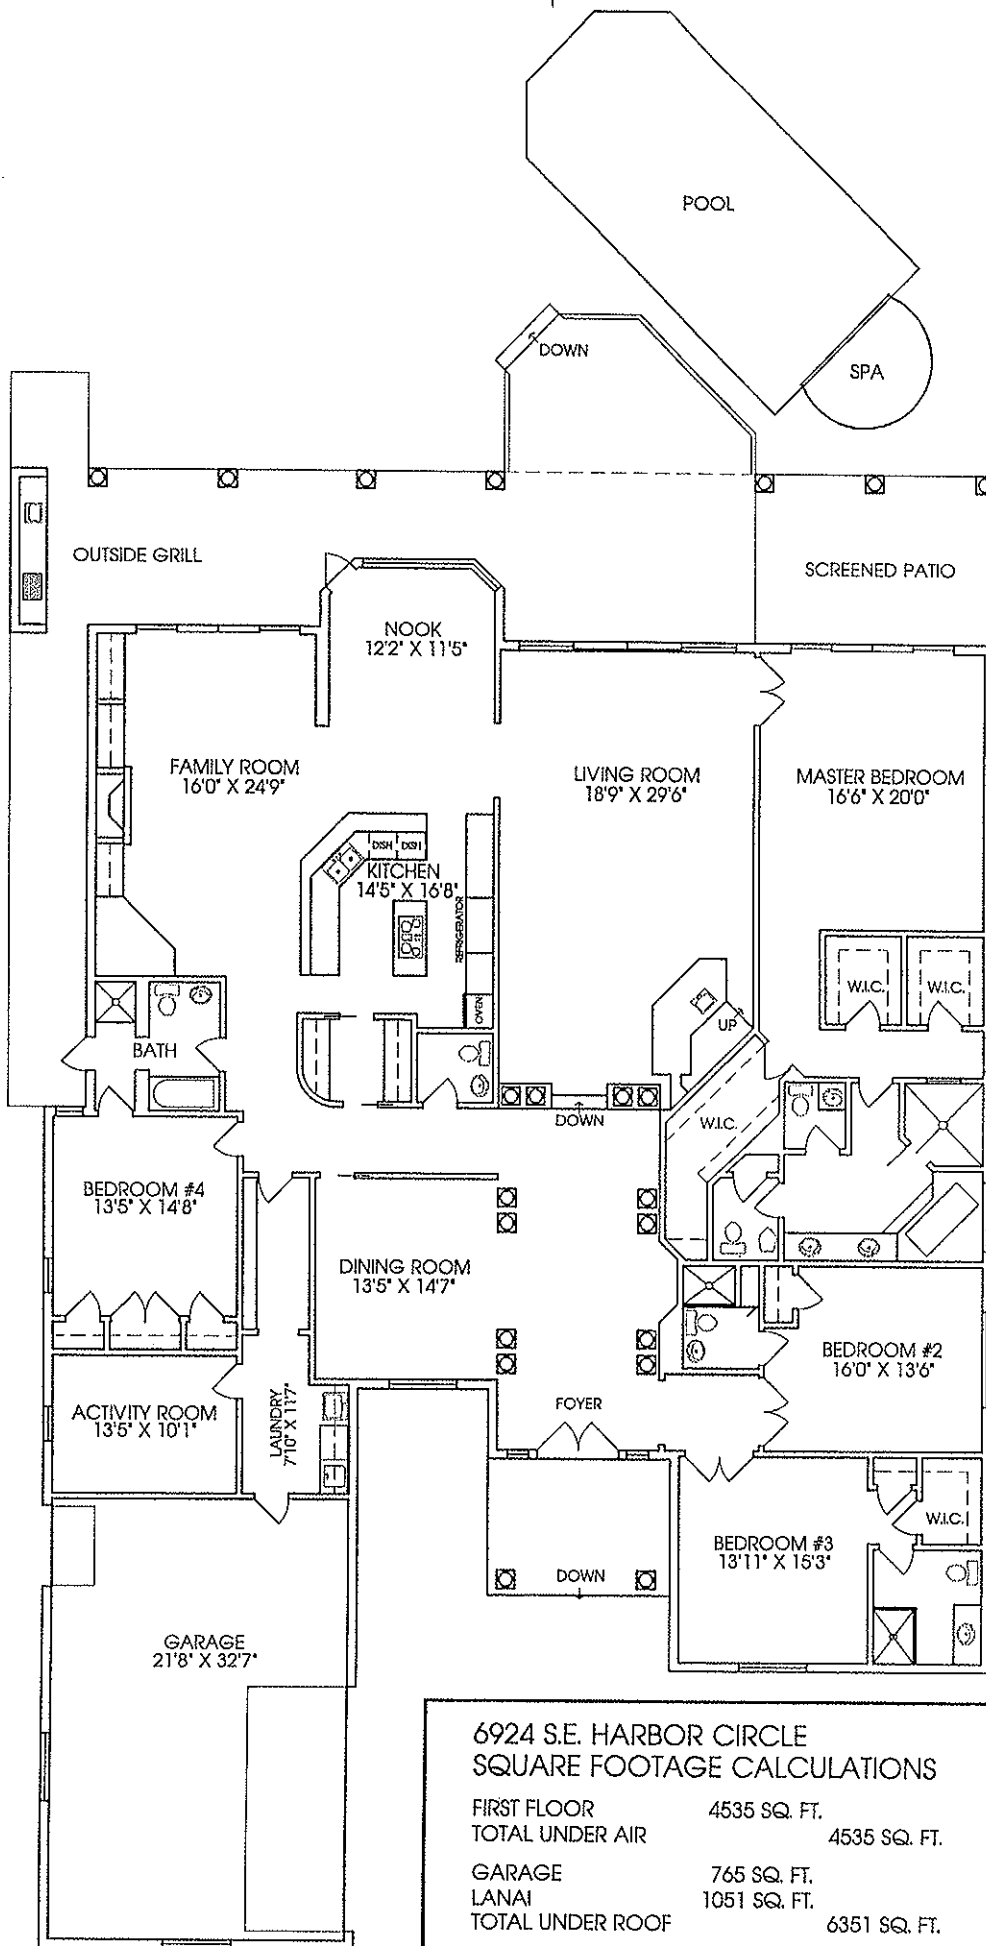 POOL
DOWN
SPA
OUTSIDE GRILL
SCREENED PATIO
NOOK
12'2" X 11'5"
FAMILY ROOM
16'0" X 24'9"
LIVING ROOM
18'9" X 29'6"
MASTER BEDROOM
16'6" X 20'0"
DISH
DISH
KITCHEN
14'5" X 16'8"
REFRIGERATOR
OVEN
W.I.C.
W.I.C.
UP
BATH
DOWN
W.I.C.
BEDROOM #4
13'5" X 14'8"
DINING ROOM
13'5" X 14'7"
BEDROOM #2
16'0" X 13'6"
ACTIVITY ROOM
13'5" X 10'1"
LAUNDRY
7'10" X 11'7"
FOYER
W.I.C.
BEDROOM #3
13'11" X 15'3"
DOWN
GARAGE
21'8" X 32'7"
6924 S.E. HARBOR CIRCLE
SQUARE FOOTAGE CALCULATIONS
FIRST FLOOR 4535 SQ. FT.
TOTAL UNDER AIR 4535 SQ. FT.
GARAGE 765 SQ. FT.
LANAI 1051 SQ. FT.
TOTAL UNDER ROOF 6351 SQ. FT.